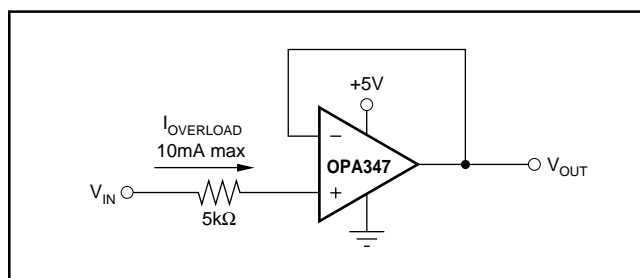 +5V
I_OVERLOAD
10mA max
−
OPA347
V_IN
+
V_OUT
5kΩ